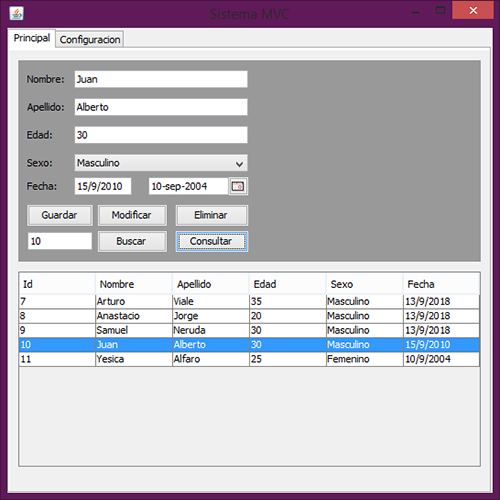 Sistema MVC
Principal Configuracion
Nombre: Juan
Apellido: Alberto
Edad: 30
Sexo: Masculino
Fecha: 15/9/2010 10-sep-2004
Guardar Modificar Eliminar
10 Buscar Consultar
Id Nombre Apellido Edad Sexo Fecha
7 Arturo Viale 35 Masculino 13/9/2018
8 Anastacio Jorge 20 Masculino 13/9/2018
9 Samuel Neruda 30 Masculino 13/9/2018
10 Juan Alberto 30 Masculino 15/9/2010
11 Yesica Alfaro 25 Femenino 10/9/2004